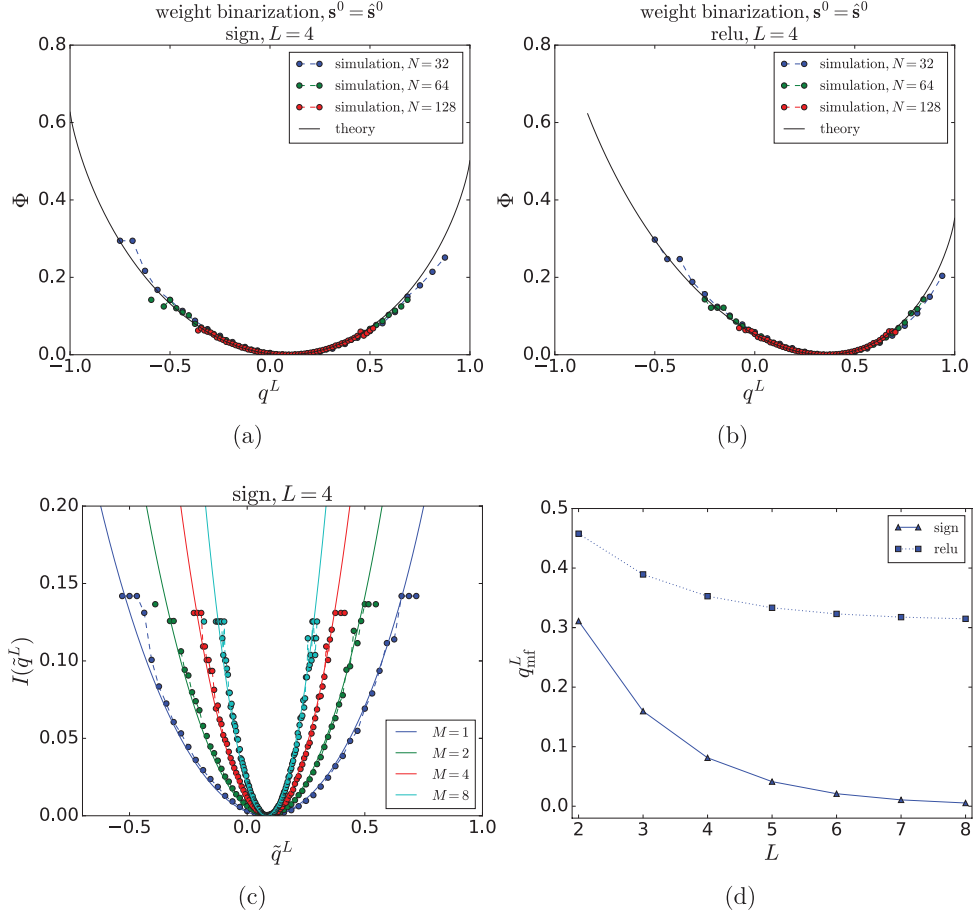 weight binarization, s⁰ = ŝ⁰
sign, L = 4
Φ
0.8
0.6
0.4
0.2
0.0
simulation, N = 32
simulation, N = 64
simulation, N = 128
theory
−1.0 −0.5 0.0 0.5 1.0
q^L
(a)
weight binarization, s⁰ = ŝ⁰
relu, L = 4
Φ
0.8
0.6
0.4
0.2
0.0
simulation, N = 32
simulation, N = 64
simulation, N = 128
theory
−1.0 −0.5 0.0 0.5 1.0
q^L
(b)
sign, L = 4
I(q̃^L)
0.20
0.15
0.10
0.05
0.00
M = 1
M = 2
M = 4
M = 8
−0.5 0.0 0.5 1.0
q̃^L
(c)
q^L_mf
0.5
0.4
0.3
0.2
0.1
0.0
sign
relu
2 3 4 5 6 7 8
L
(d)